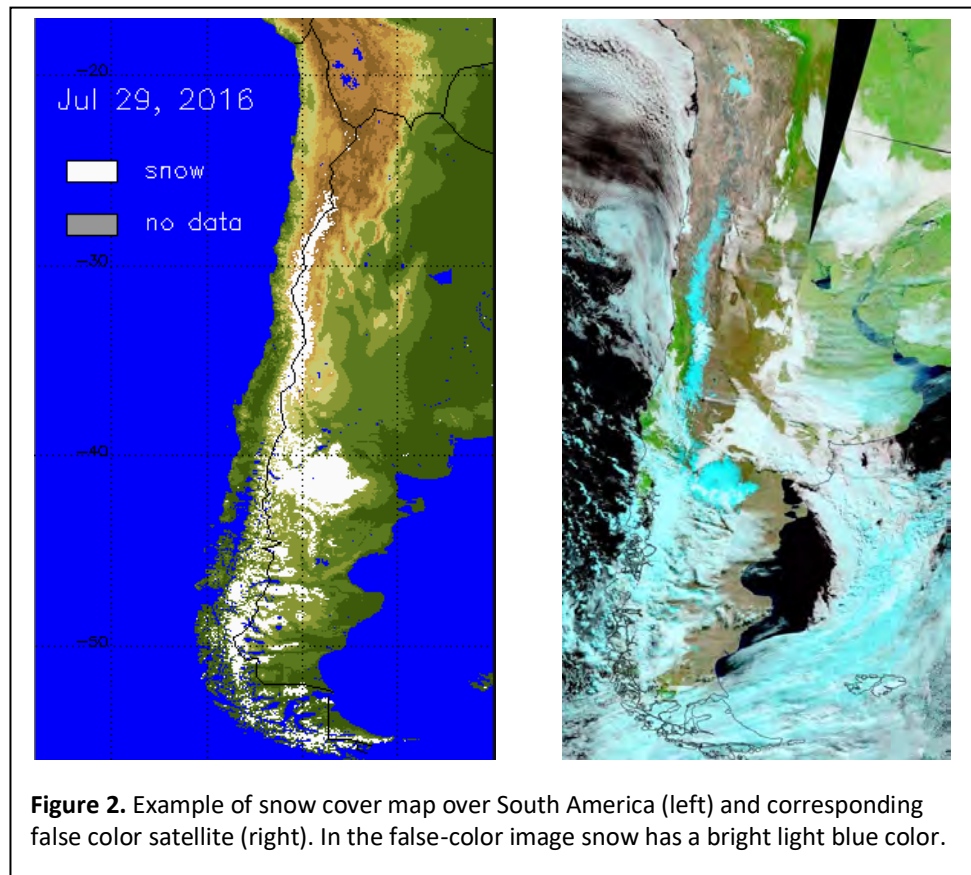 -20
Jul 29, 2016
snow
no data
-30
-40
-50
Figure 2. Example of snow cover map over South America (left) and corresponding
false color satellite (right). In the false-color image snow has a bright light blue color.